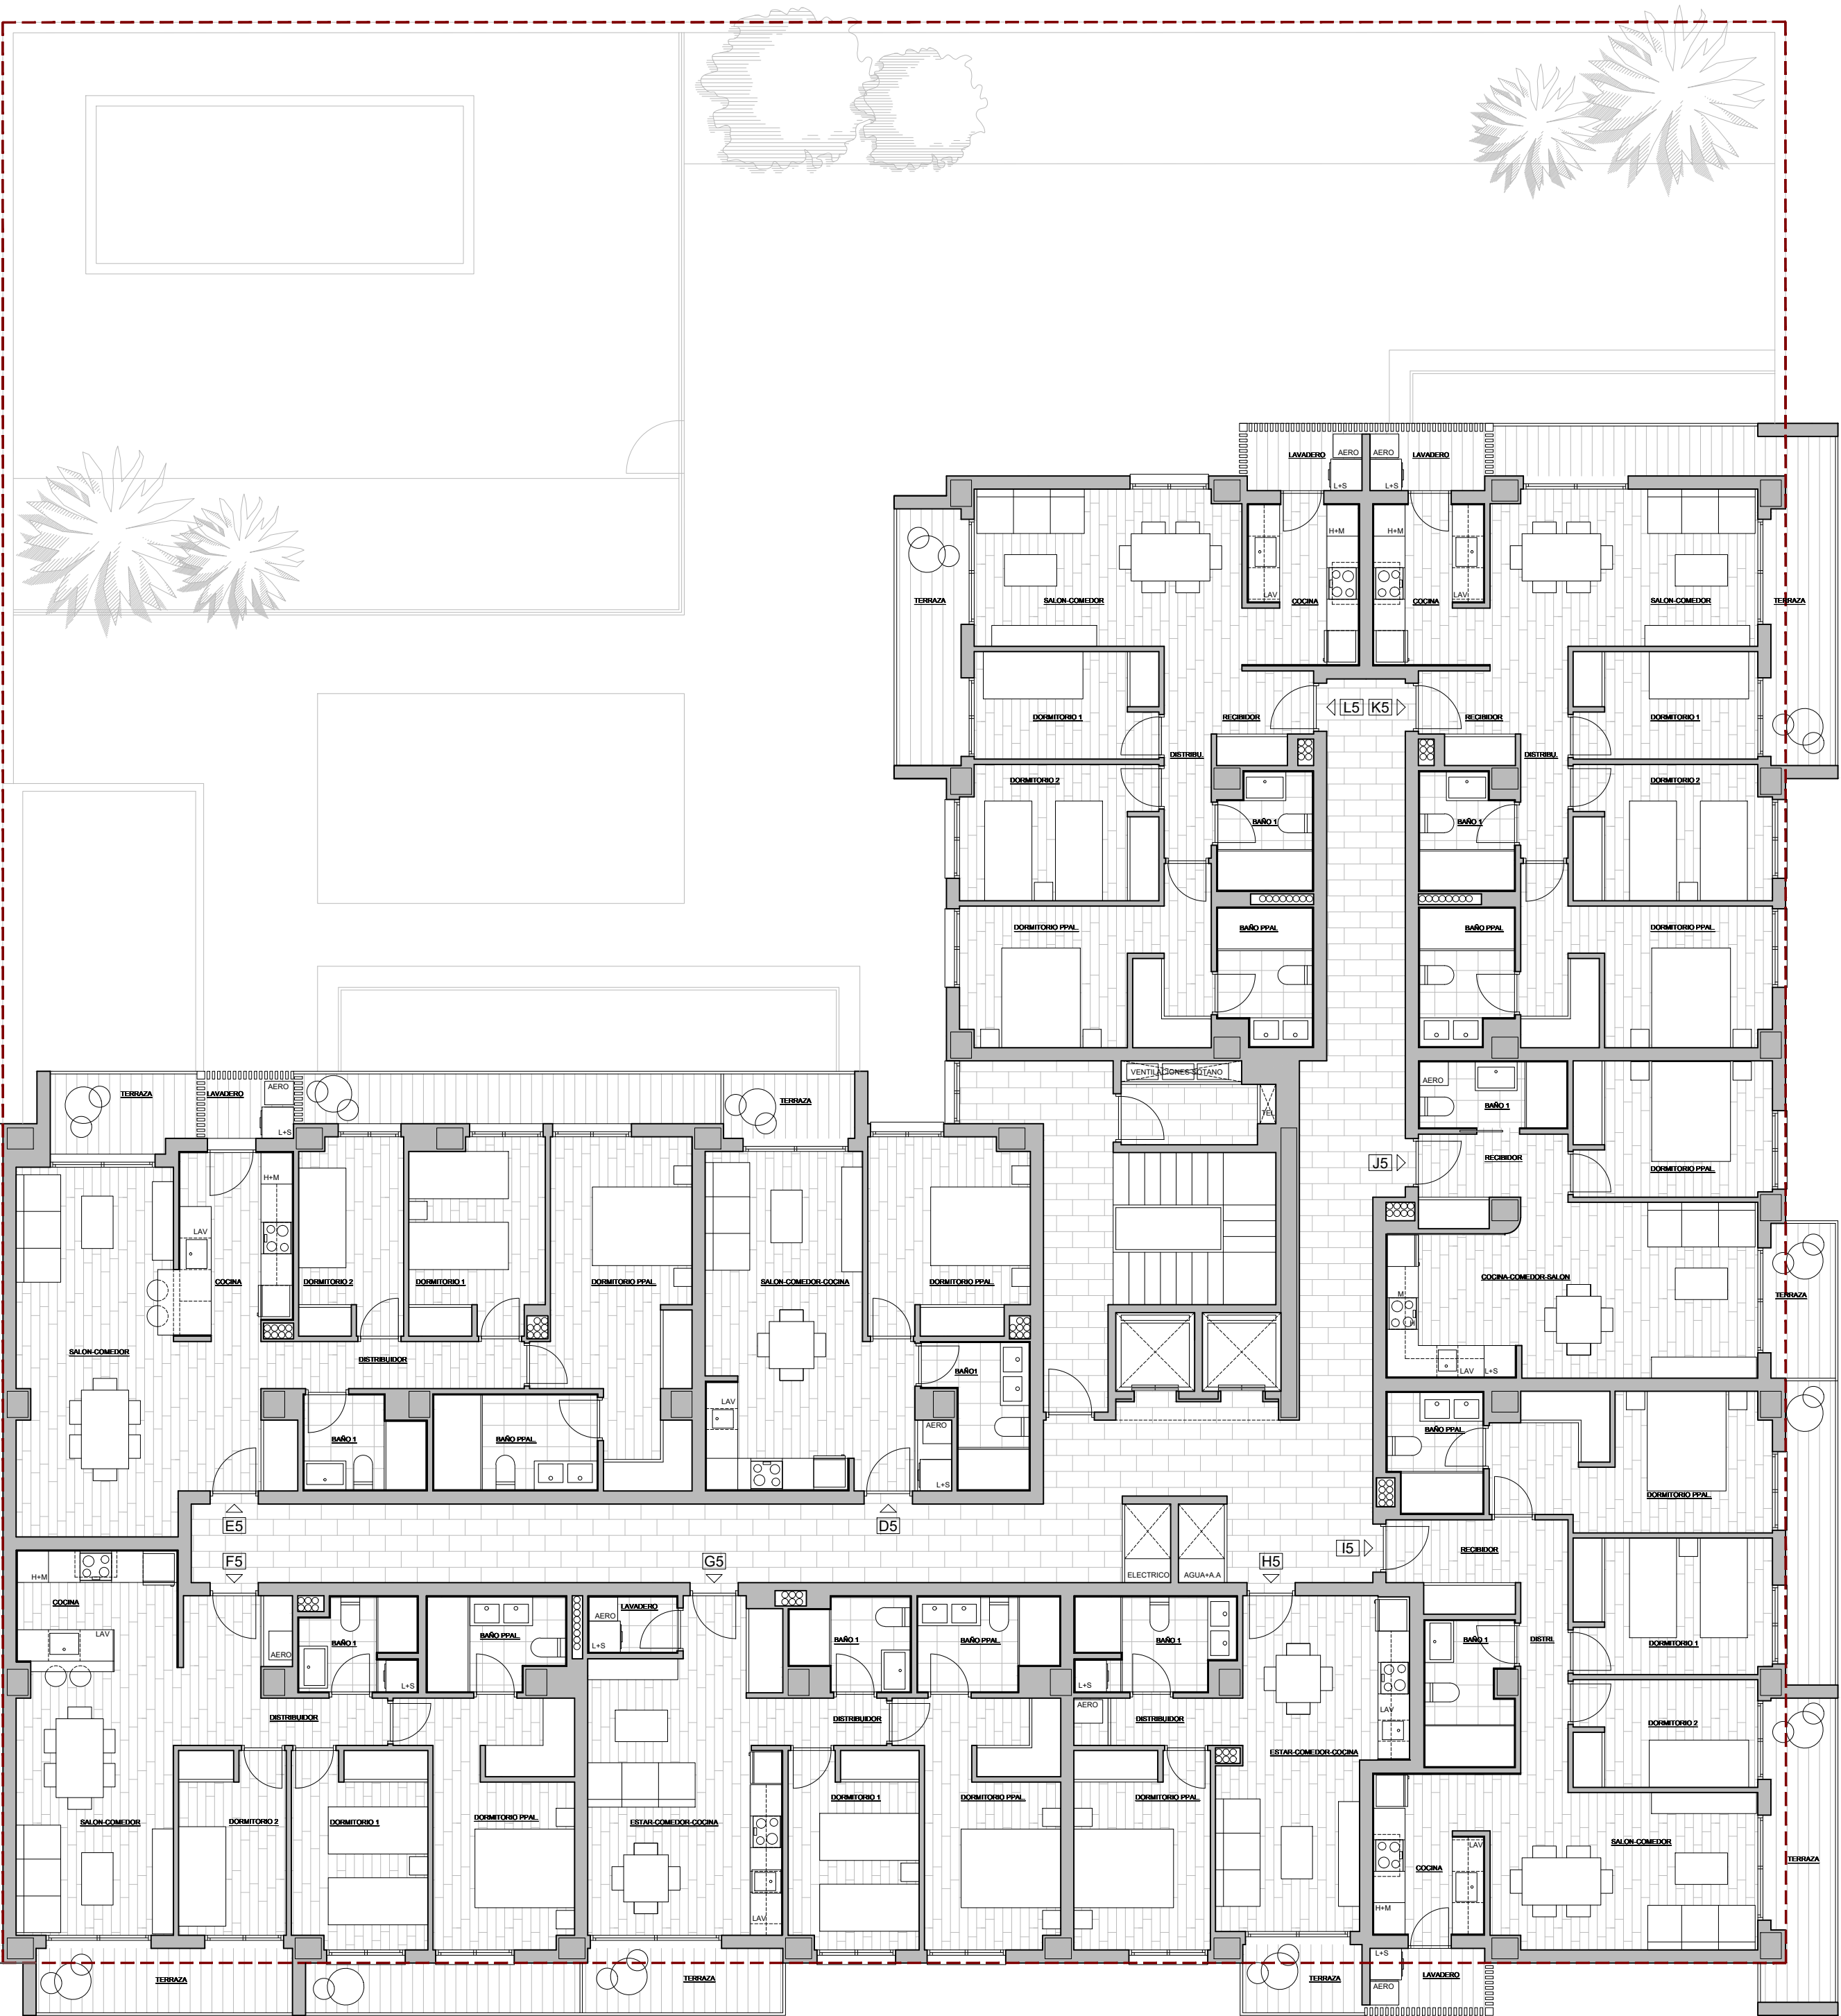 LAVADERO
AERO
AERO
LAVADERO
L+S
L+S
H+M
H+M
TERRAZA
SALON-COMEDOR
LAV
COCINA
COCINA
LAV
SALON-COMEDOR
TERRAZA
DORMITORIO 1
RECIBIDOR
L5
K5
RECIBIDOR
DORMITORIO 1
DISTRIBU.
DISTRIBU.
DORMITORIO 2
DORMITORIO 2
BAÑO 1
BAÑO 1
DORMITORIO PPAL.
BAÑO PPAL
BAÑO PPAL
DORMITORIO PPAL.
VENTILACIONES SOTANO
TEL
AERO
BAÑO 1
J5
RECIBIDOR
DORMITORIO PPAL.
TERRAZA
LAVADERO
AERO
L+S
TERRAZA
H+M
LAV
COCINA
DORMITORIO 2
DORMITORIO 1
DORMITORIO PPAL.
SALON-COMEDOR-COCINA
DORMITORIO PPAL.
COCINA-COMEDOR-SALON
M
H
TERRAZA
SALON-COMEDOR
DISTRIBUIDOR
BAÑO1
LAV
L+S
LAV
AERO
BAÑO 1
BAÑO PPAL.
L+S
BAÑO PPAL.
DORMITORIO PPAL.
E5
D5
F5
G5
H5
I5
RECIBIDOR
ELECTRICO
AGUA+A.A
H+M
COCINA
LAV
AERO
BAÑO 1
L+S
BAÑO PPAL.
LAVADERO
AERO
L+S
BAÑO 1
BAÑO PPAL.
BAÑO 1
L+S
AERO
BAÑO 1
DISTRI.
DORMITORIO 1
DISTRIBUIDOR
DISTRIBUIDOR
DISTRIBUIDOR
LAV
ESTAR-COMEDOR-COCINA
DORMITORIO 2
SALON-COMEDOR
DORMITORIO 2
DORMITORIO 1
DORMITORIO PPAL.
ESTAR-COMEDOR-COCINA
DORMITORIO 1
DORMITORIO PPAL.
DORMITORIO PPAL.
LAV
COCINA
LAV
SALON-COMEDOR
TERRAZA
H+M
L+S
TERRAZA
TERRAZA
TERRAZA
AERO
LAVADERO